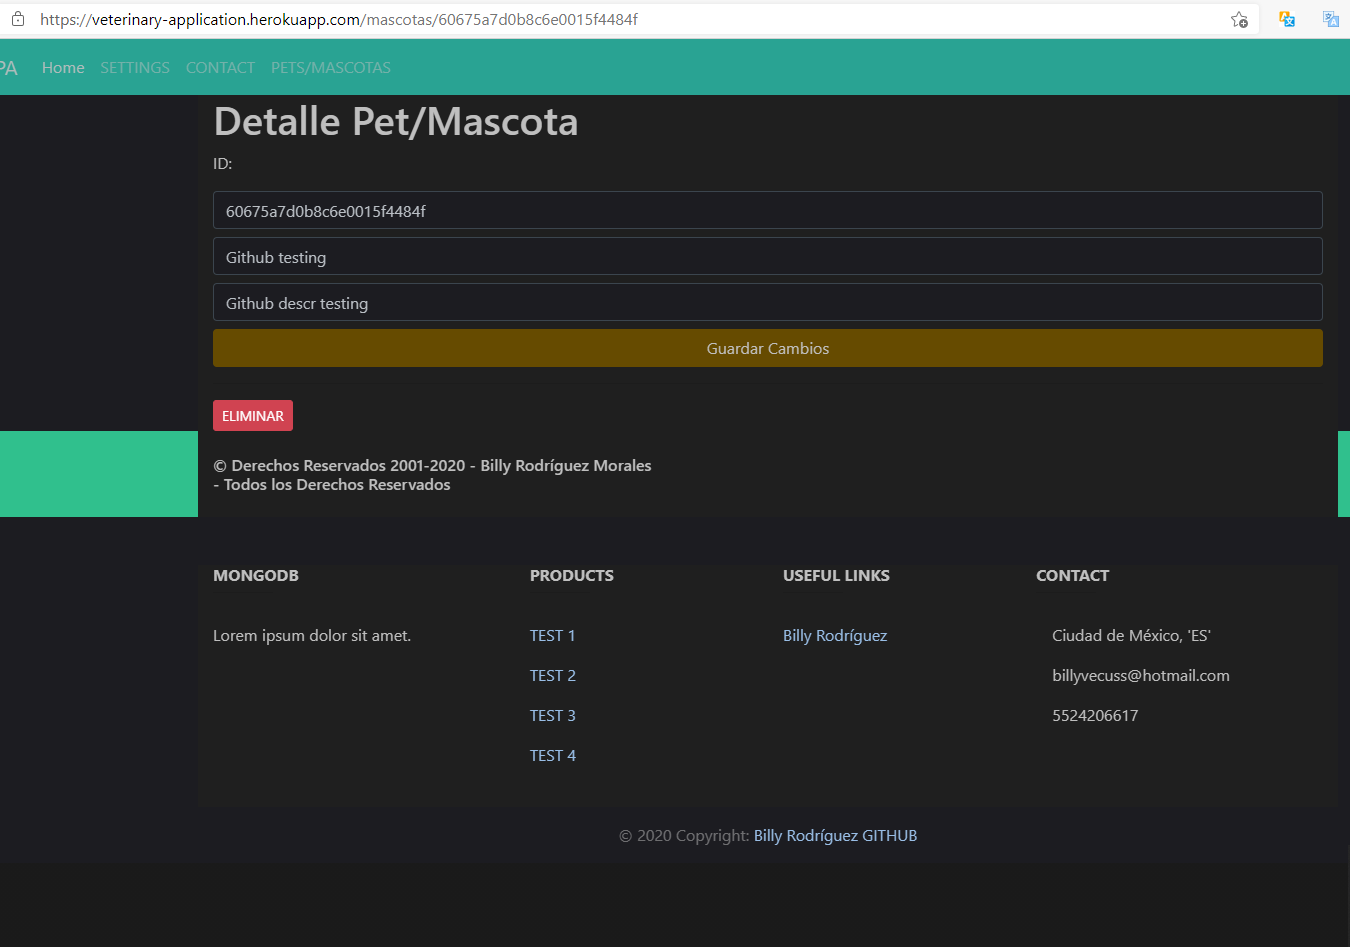 https://veterinary-application.herokuapp.com/mascotas/60675a7d0b8c6e0015f4484f
PA Home SETTINGS CONTACT PETS/MASCOTAS
Detalle Pet/Mascota
ID:
60675a7d0b8c6e0015f4484f
Github testing
Github descr testing
Guardar Cambios
ELIMINAR
© Derechos Reservados 2001-2020 - Billy Rodríguez Morales
- Todos los Derechos Reservados
MONGODB
Lorem ipsum dolor sit amet.
PRODUCTS
TEST 1
TEST 2
TEST 3
TEST 4
USEFUL LINKS
Billy Rodríguez
CONTACT
Ciudad de México, 'ES'
billyvecuss@hotmail.com
5524206617
© 2020 Copyright: Billy Rodríguez GITHUB